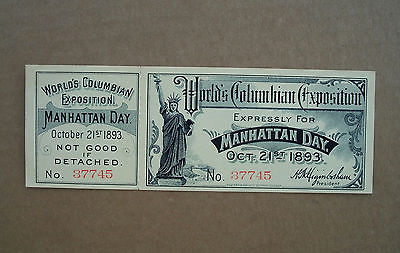 WORLD'S COLUMBIAN
EXPOSITION.
MANHATTAN DAY.
October 21ST 1893.
NOT GOOD
IF
DETACHED.
No. 37745
World's Columbian Exposition
EXPRESSLY FOR
MANHATTAN DAY.
OCT 21ST 1893.
No. 37745
H.N. Higinbotham
President